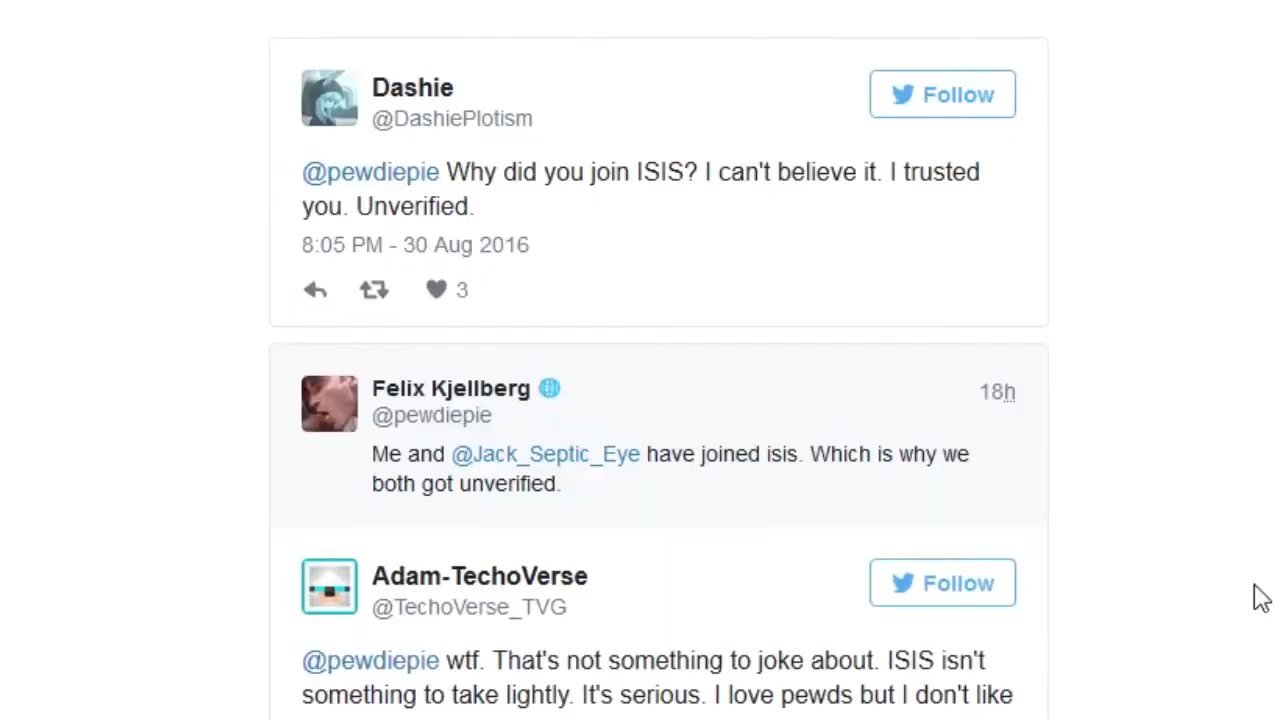 Dashie
Follow
@DashiePlotism
@pewdiepie Why did you join ISIS? I can't believe it. I trusted
you. Unverified.
8:05 PM - 30 Aug 2016
3
Felix Kjellberg
18h
@pewdiepie
Me and @Jack_Septic_Eye have joined isis. Which is why we
both got unverified.
Adam-TechoVerse
Follow
@TechoVerse_TVG
@pewdiepie wtf. That's not something to joke about. ISIS isn't
something to take lightly. It's serious. I love pewds but I don't like